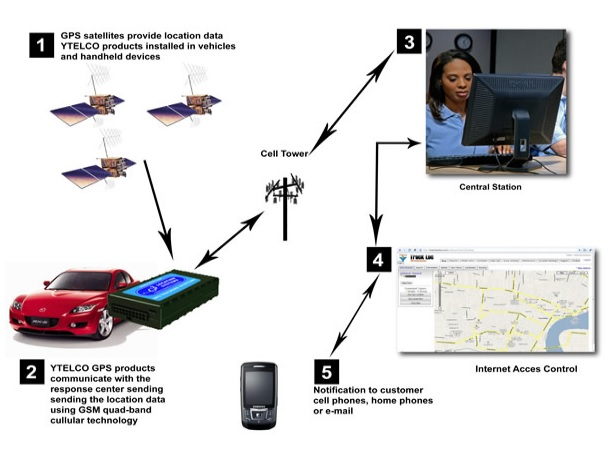 1
GPS satellites provide location data
YTELCO products installed in vehicles
and handheld devices
3
Cell Tower
Central Station
4
Internet Acces Control
2
YTELCO GPS products
communicate with the
response center sending
sending the location data
using GSM quad-band
cullular technology
5
Notification to customer
cell phones, home phones
or e-mail